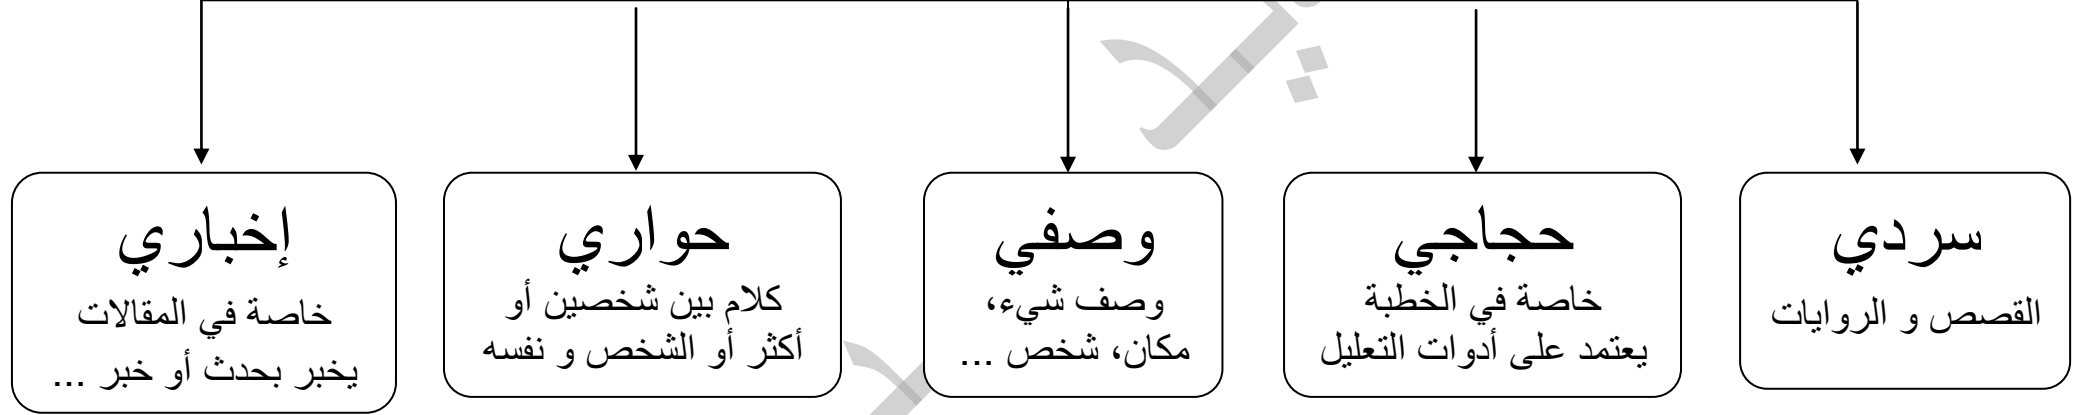 سردي
القصص و الروايات
حجاجي
خاصة في الخطبة
يعتمد على أدوات التعليل
وصفي
وصف شيء،
مكان، شخص ...
حواري
كلام بين شخصين أو
أكثر أو الشخص و نفسه
إخباري
خاصة في المقالات
يخبر بحدث أو خبر ...